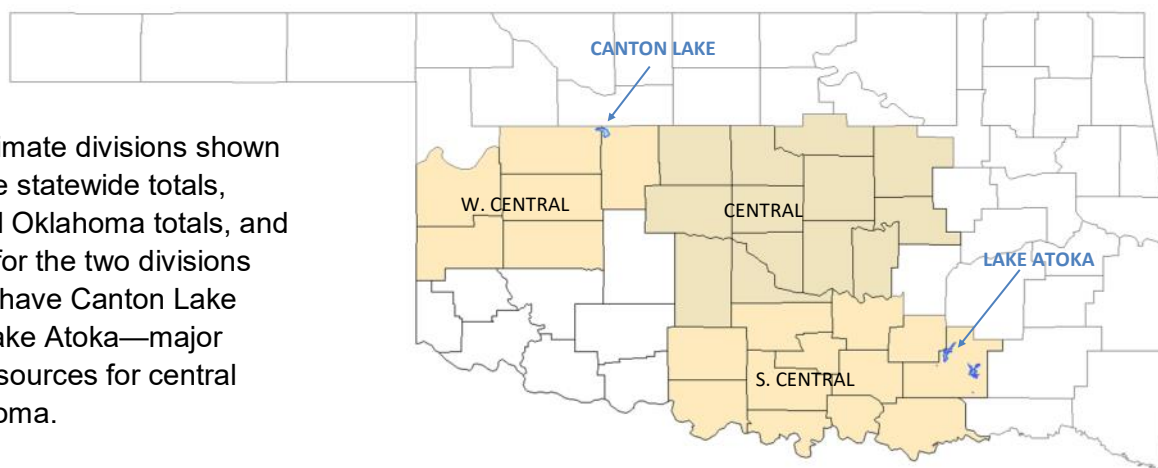 CANTON LAKE
imate divisions shown
e statewide totals,
l Oklahoma totals, and
for the two divisions
have Canton Lake
ake Atoka—major
sources for central
oma.
W. CENTRAL
CENTRAL
LAKE ATOKA
S. CENTRAL